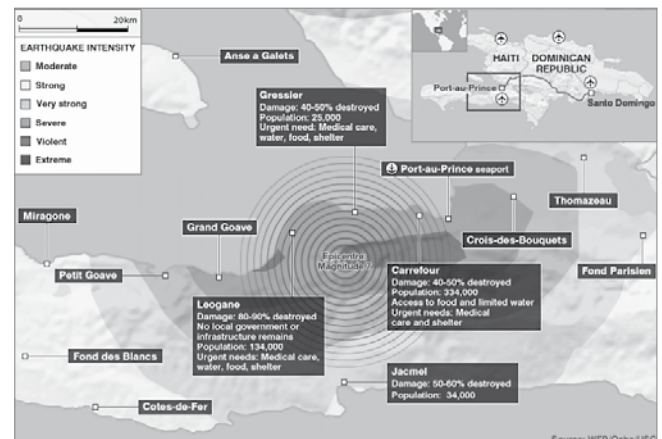 0 20km
EARTHQUAKE INTENSITY
Moderate
Strong
Very strong
Severe
Violent
Extreme
Anse a Galets
HAITI
DOMINICAN
REPUBLIC
Port-au-Prince
Santo Domingo
Gressier
Damage: 40-50% destroyed
Population: 25,000
Urgent need: Medical care,
water, food, shelter
Port-au-Prince seaport
Thomazeau
Miragone
Grand Goave
Crois-des-Bouquets
Petit Goave
Epicentre
Magnitude 7
Fond Parisien
Carrefour
Damage: 40-50% destroyed
Population: 334,000
Access to food and limited water
Urgent needs: Medical
care and shelter
Leogane
Damage: 80-90% destroyed
No local government or
infrastructure remains
Population: 134,000
Urgent needs: Medical care,
water, food, shelter
Fond des Blancs
Jacmel
Damage: 50-60% destroyed
Population: 34,000
Cotes-de-Fer